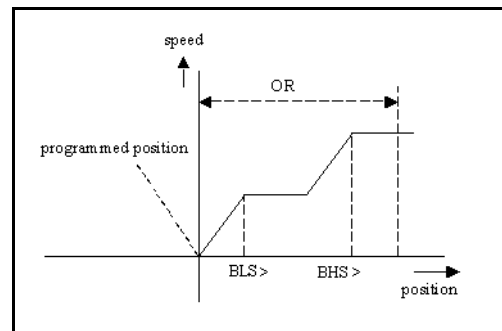 speed
OR
programmed position
BLS >
BHS >
position